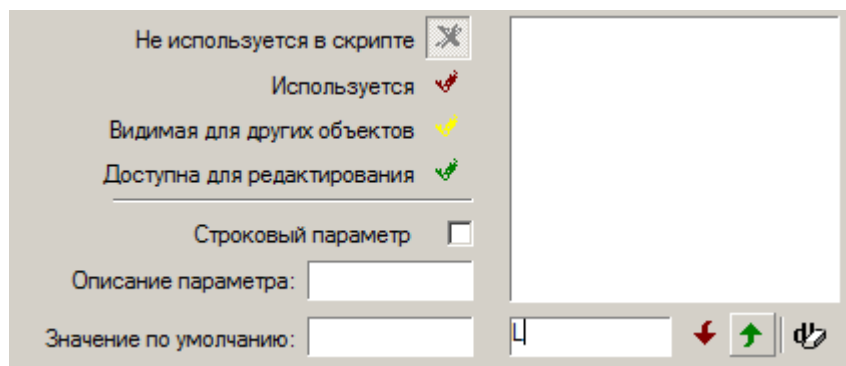 Не используется в скрипте
Используется
Видимая для других объектов
Доступна для редактирования
Строковый параметр
Описание параметра:
Значение по умолчанию: